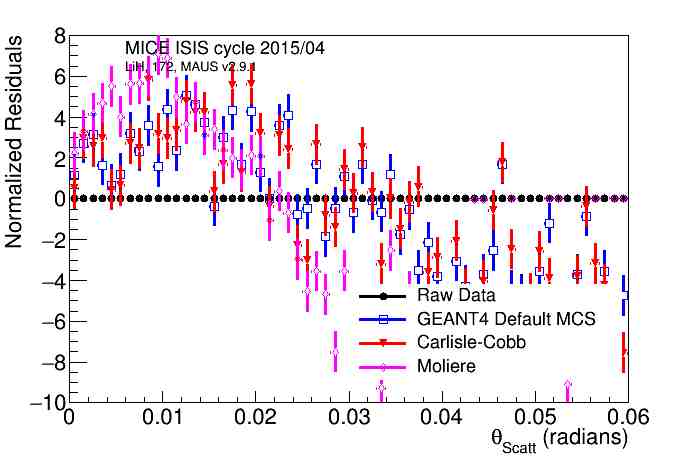 MICE ISIS cycle 2015/04
LiH, 172, MAUS v2.9.1
Normalized Residuals
8
6
4
2
0
−2
−4
−6
−8
−10
Raw Data
GEANT4 Default MCS
Carlisle-Cobb
Moliere
0 0.01 0.02 0.03 0.04 0.05 0.06
θScatt (radians)